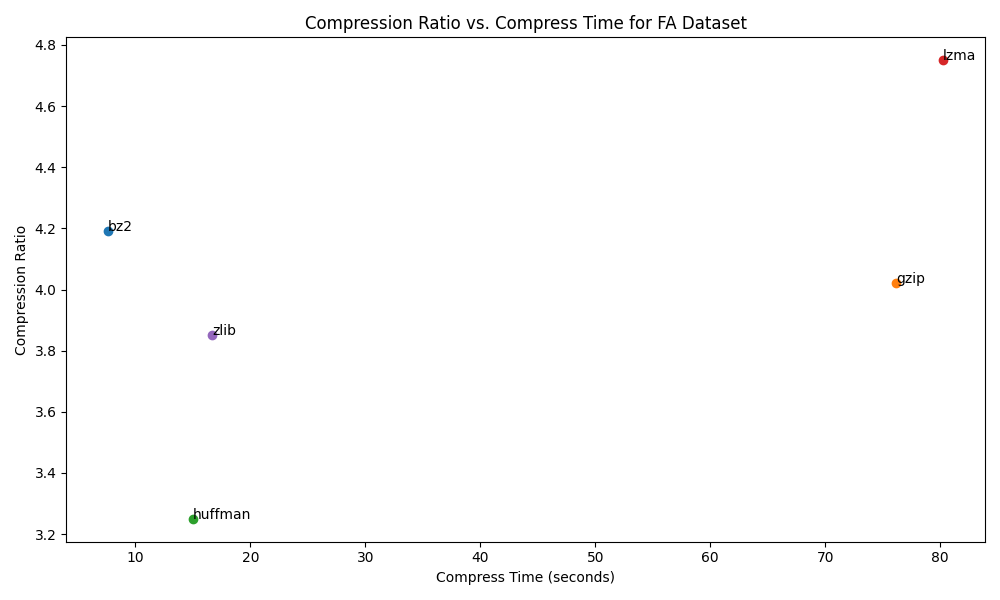 Compression Ratio vs. Compress Time for FA Dataset
4.8
4.6
4.4
4.2
4.0
3.8
3.6
3.4
3.2
Compression Ratio
lzma
bz2
gzip
zlib
huffman
10 20 30 40 50 60 70 80
Compress Time (seconds)